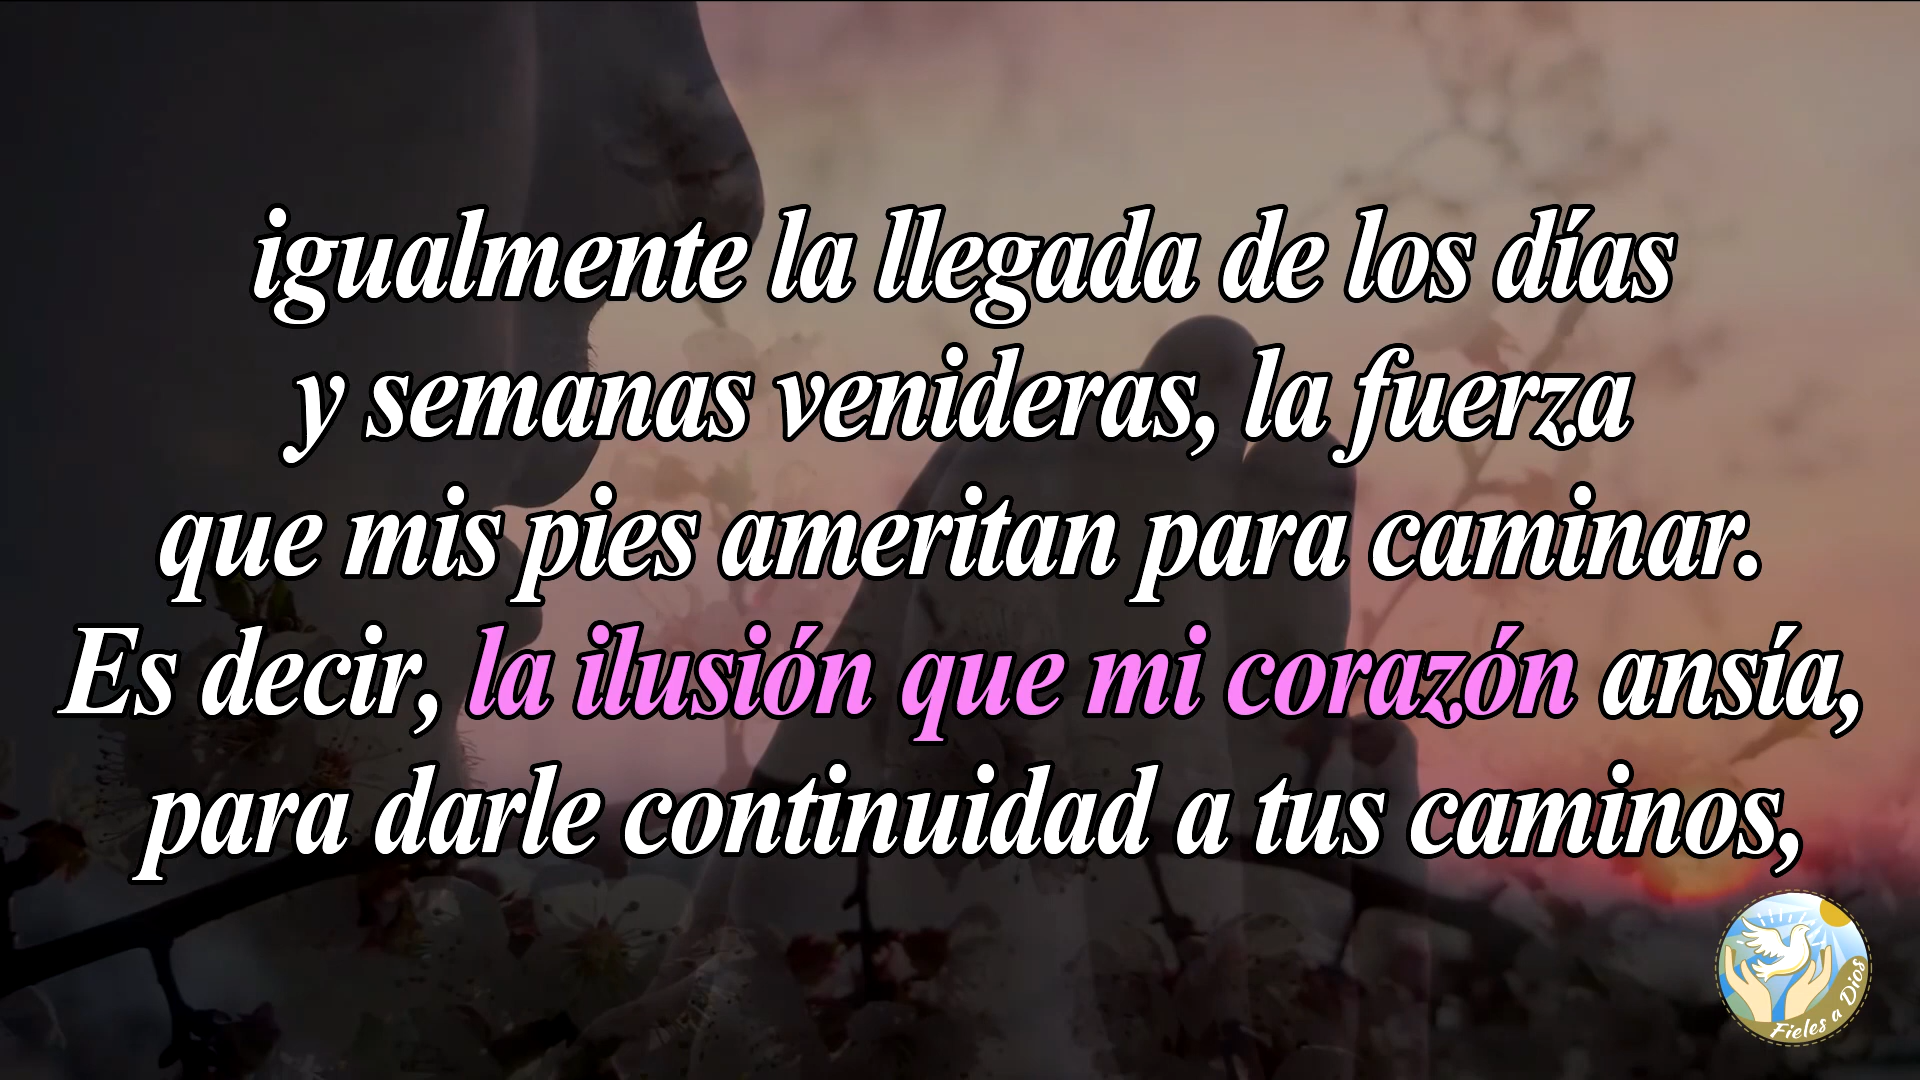 igualmente la llegada de los días
y semanas venideras, la fuerza
que mis pies ameritan para caminar.
Es decir, la ilusión que mi corazón ansía,
para darle continuidad a tus caminos,
Fieles a Dios